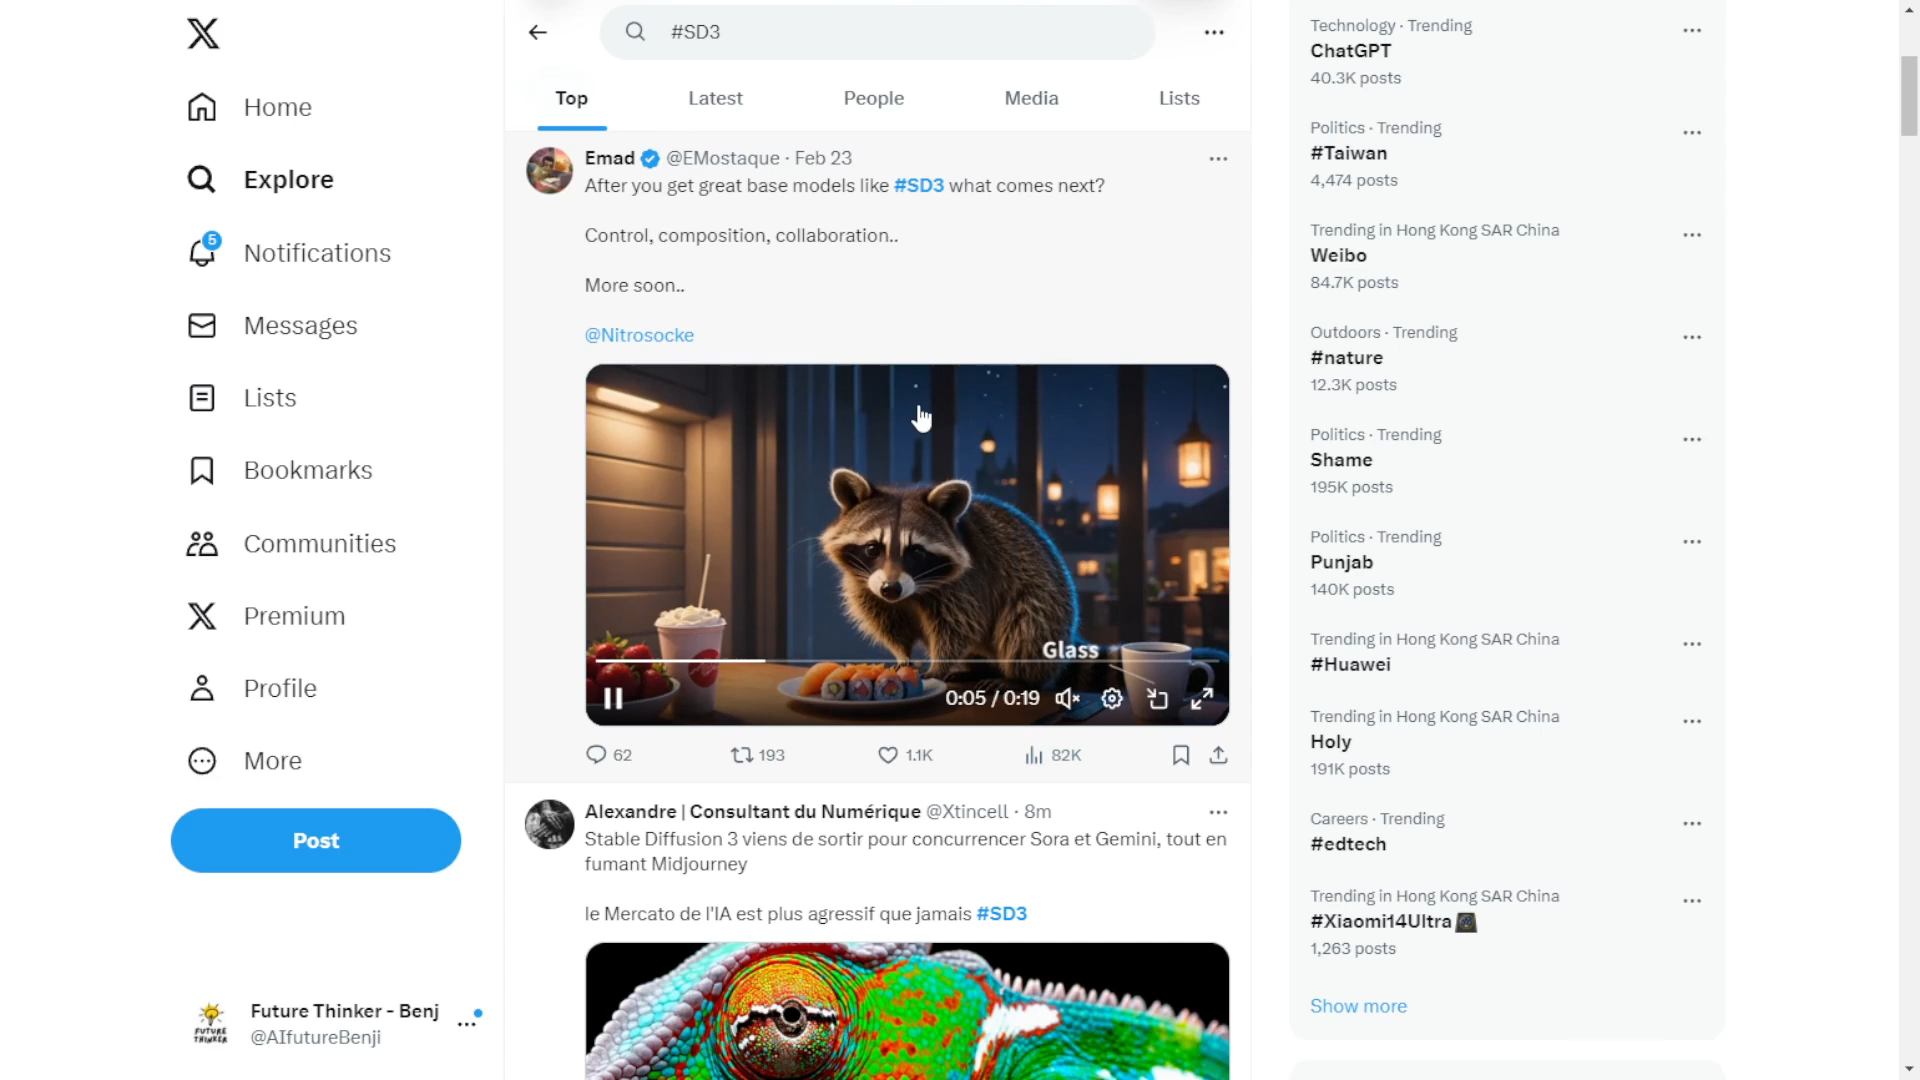 Home
Explore
5
Notifications
Messages
Lists
Bookmarks
Communities
Premium
Profile
More
Post
FUTURE
THINKER
Future Thinker - Benj
@AIfutureBenji
#SD3
Top
Latest
People
Media
Lists
Emad @EMostaque · Feb 23
After you get great base models like #SD3 what comes next?
Control, composition, collaboration..
More soon..
@Nitrosocke
Glass
0:05 / 0:19
62
193
1.1K
82K
Alexandre | Consultant du Numérique @Xtincell · 8m
Stable Diffusion 3 viens de sortir pour concurrencer Sora et Gemini, tout en
fumant Midjourney
le Mercato de l'IA est plus agressif que jamais #SD3
Technology · Trending
ChatGPT
40.3K posts
Politics · Trending
#Taiwan
4,474 posts
Trending in Hong Kong SAR China
Weibo
84.7K posts
Outdoors · Trending
#nature
12.3K posts
Politics · Trending
Shame
195K posts
Politics · Trending
Punjab
140K posts
Trending in Hong Kong SAR China
#Huawei
Trending in Hong Kong SAR China
Holy
191K posts
Careers · Trending
#edtech
Trending in Hong Kong SAR China
#Xiaomi14Ultra
1,263 posts
Show more